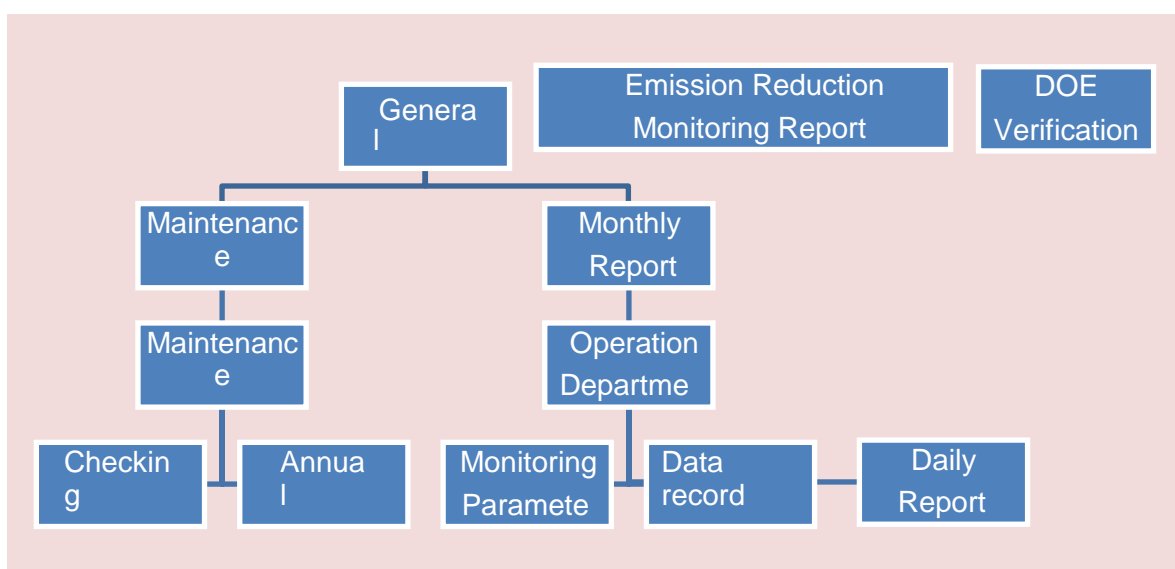 Genera
l
Emission Reduction
Monitoring Report
DOE
Verification
Maintenanc
e
Monthly
Report
Maintenanc
e
Operation
Departme
Checkin
g
Annua
l
Monitoring
Paramete
Data
record
Daily
Report